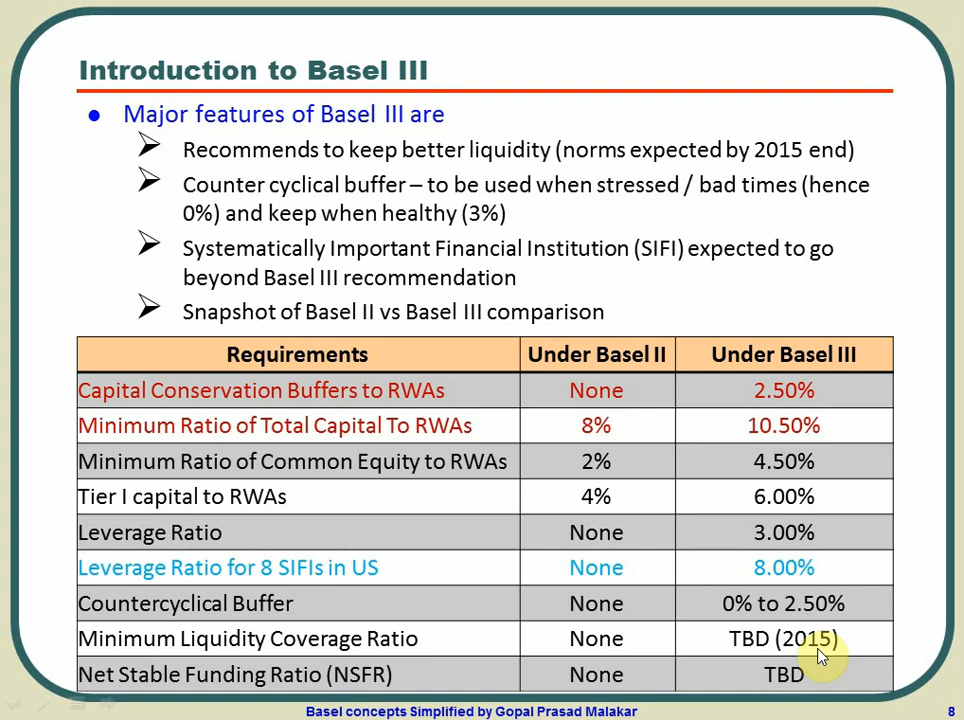 Introduction to Basel III
Major features of Basel III are
Recommends to keep better liquidity (norms expected by 2015 end)
Counter cyclical buffer – to be used when stressed / bad times (hence
0%) and keep when healthy (3%)
Systematically Important Financial Institution (SIFI) expected to go
beyond Basel III recommendation
Snapshot of Basel II vs Basel III comparison
Requirements Under Basel II Under Basel III
Capital Conservation Buffers to RWAs None 2.50%
Minimum Ratio of Total Capital To RWAs 8% 10.50%
Minimum Ratio of Common Equity to RWAs 2% 4.50%
Tier I capital to RWAs 4% 6.00%
Leverage Ratio None 3.00%
Leverage Ratio for 8 SIFIs in US None 8.00%
Countercyclical Buffer None 0% to 2.50%
Minimum Liquidity Coverage Ratio None TBD (2015)
Net Stable Funding Ratio (NSFR) None TBD
Basel concepts Simplified by Gopal Prasad Malakar 8